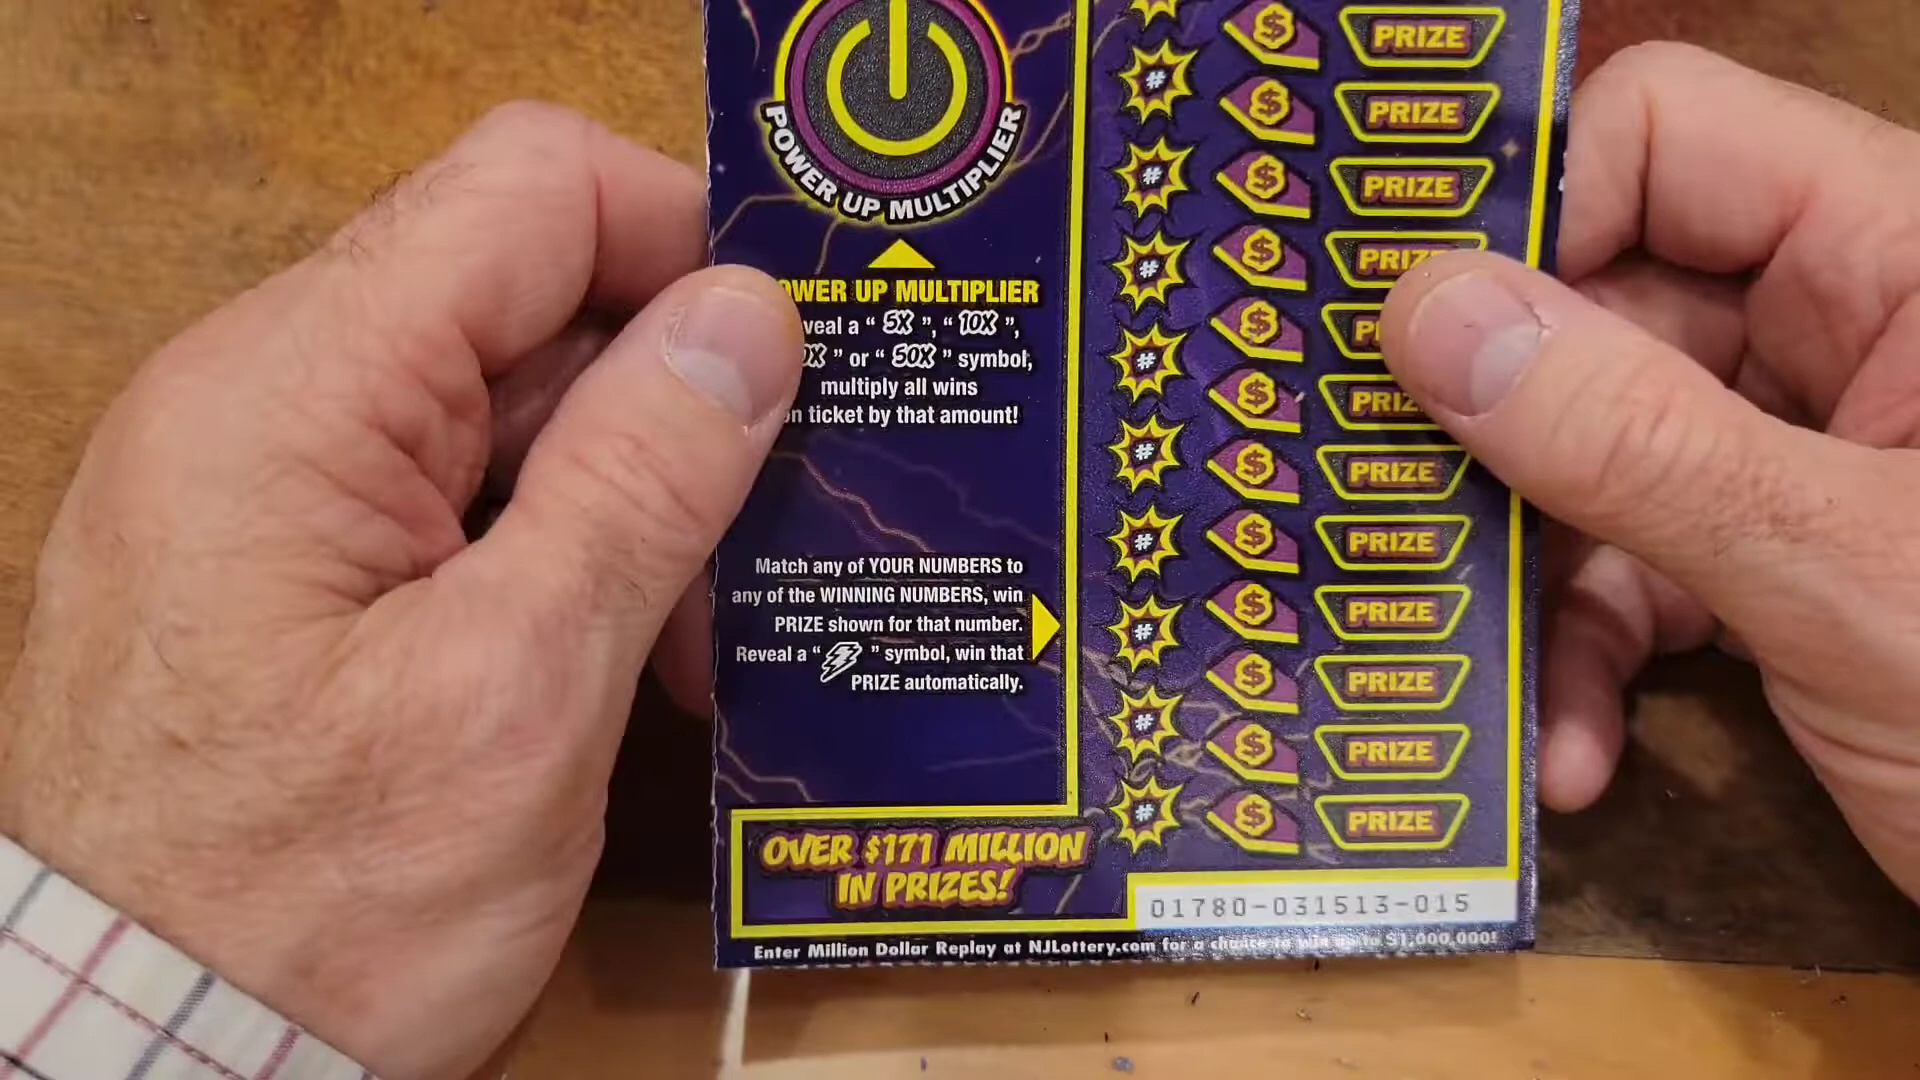 POWER UP MULTIPLIER
OWER UP MULTIPLIER
veal a “ 5X ”, “ 10X ”,
0X ” or “ 50X ” symbol,
multiply all wins
n ticket by that amount!
Match any of YOUR NUMBERS to
any of the WINNING NUMBERS, win
PRIZE shown for that number.
Reveal a “ ” symbol, win that
PRIZE automatically.
OVER $171 MILLION
IN PRIZES!
$ PRIZE
# $ PRIZE
# $ PRIZE
# $ PRIZE
# $ P
# $ PRIZ
# $ PRIZE
# $ PRIZE
# $ PRIZE
# $ PRIZE
$ PRIZE
$ PRIZE
01780-031513-015
Enter Million Dollar Replay at NJLottery.com for a chance to win up to $1,000,000!